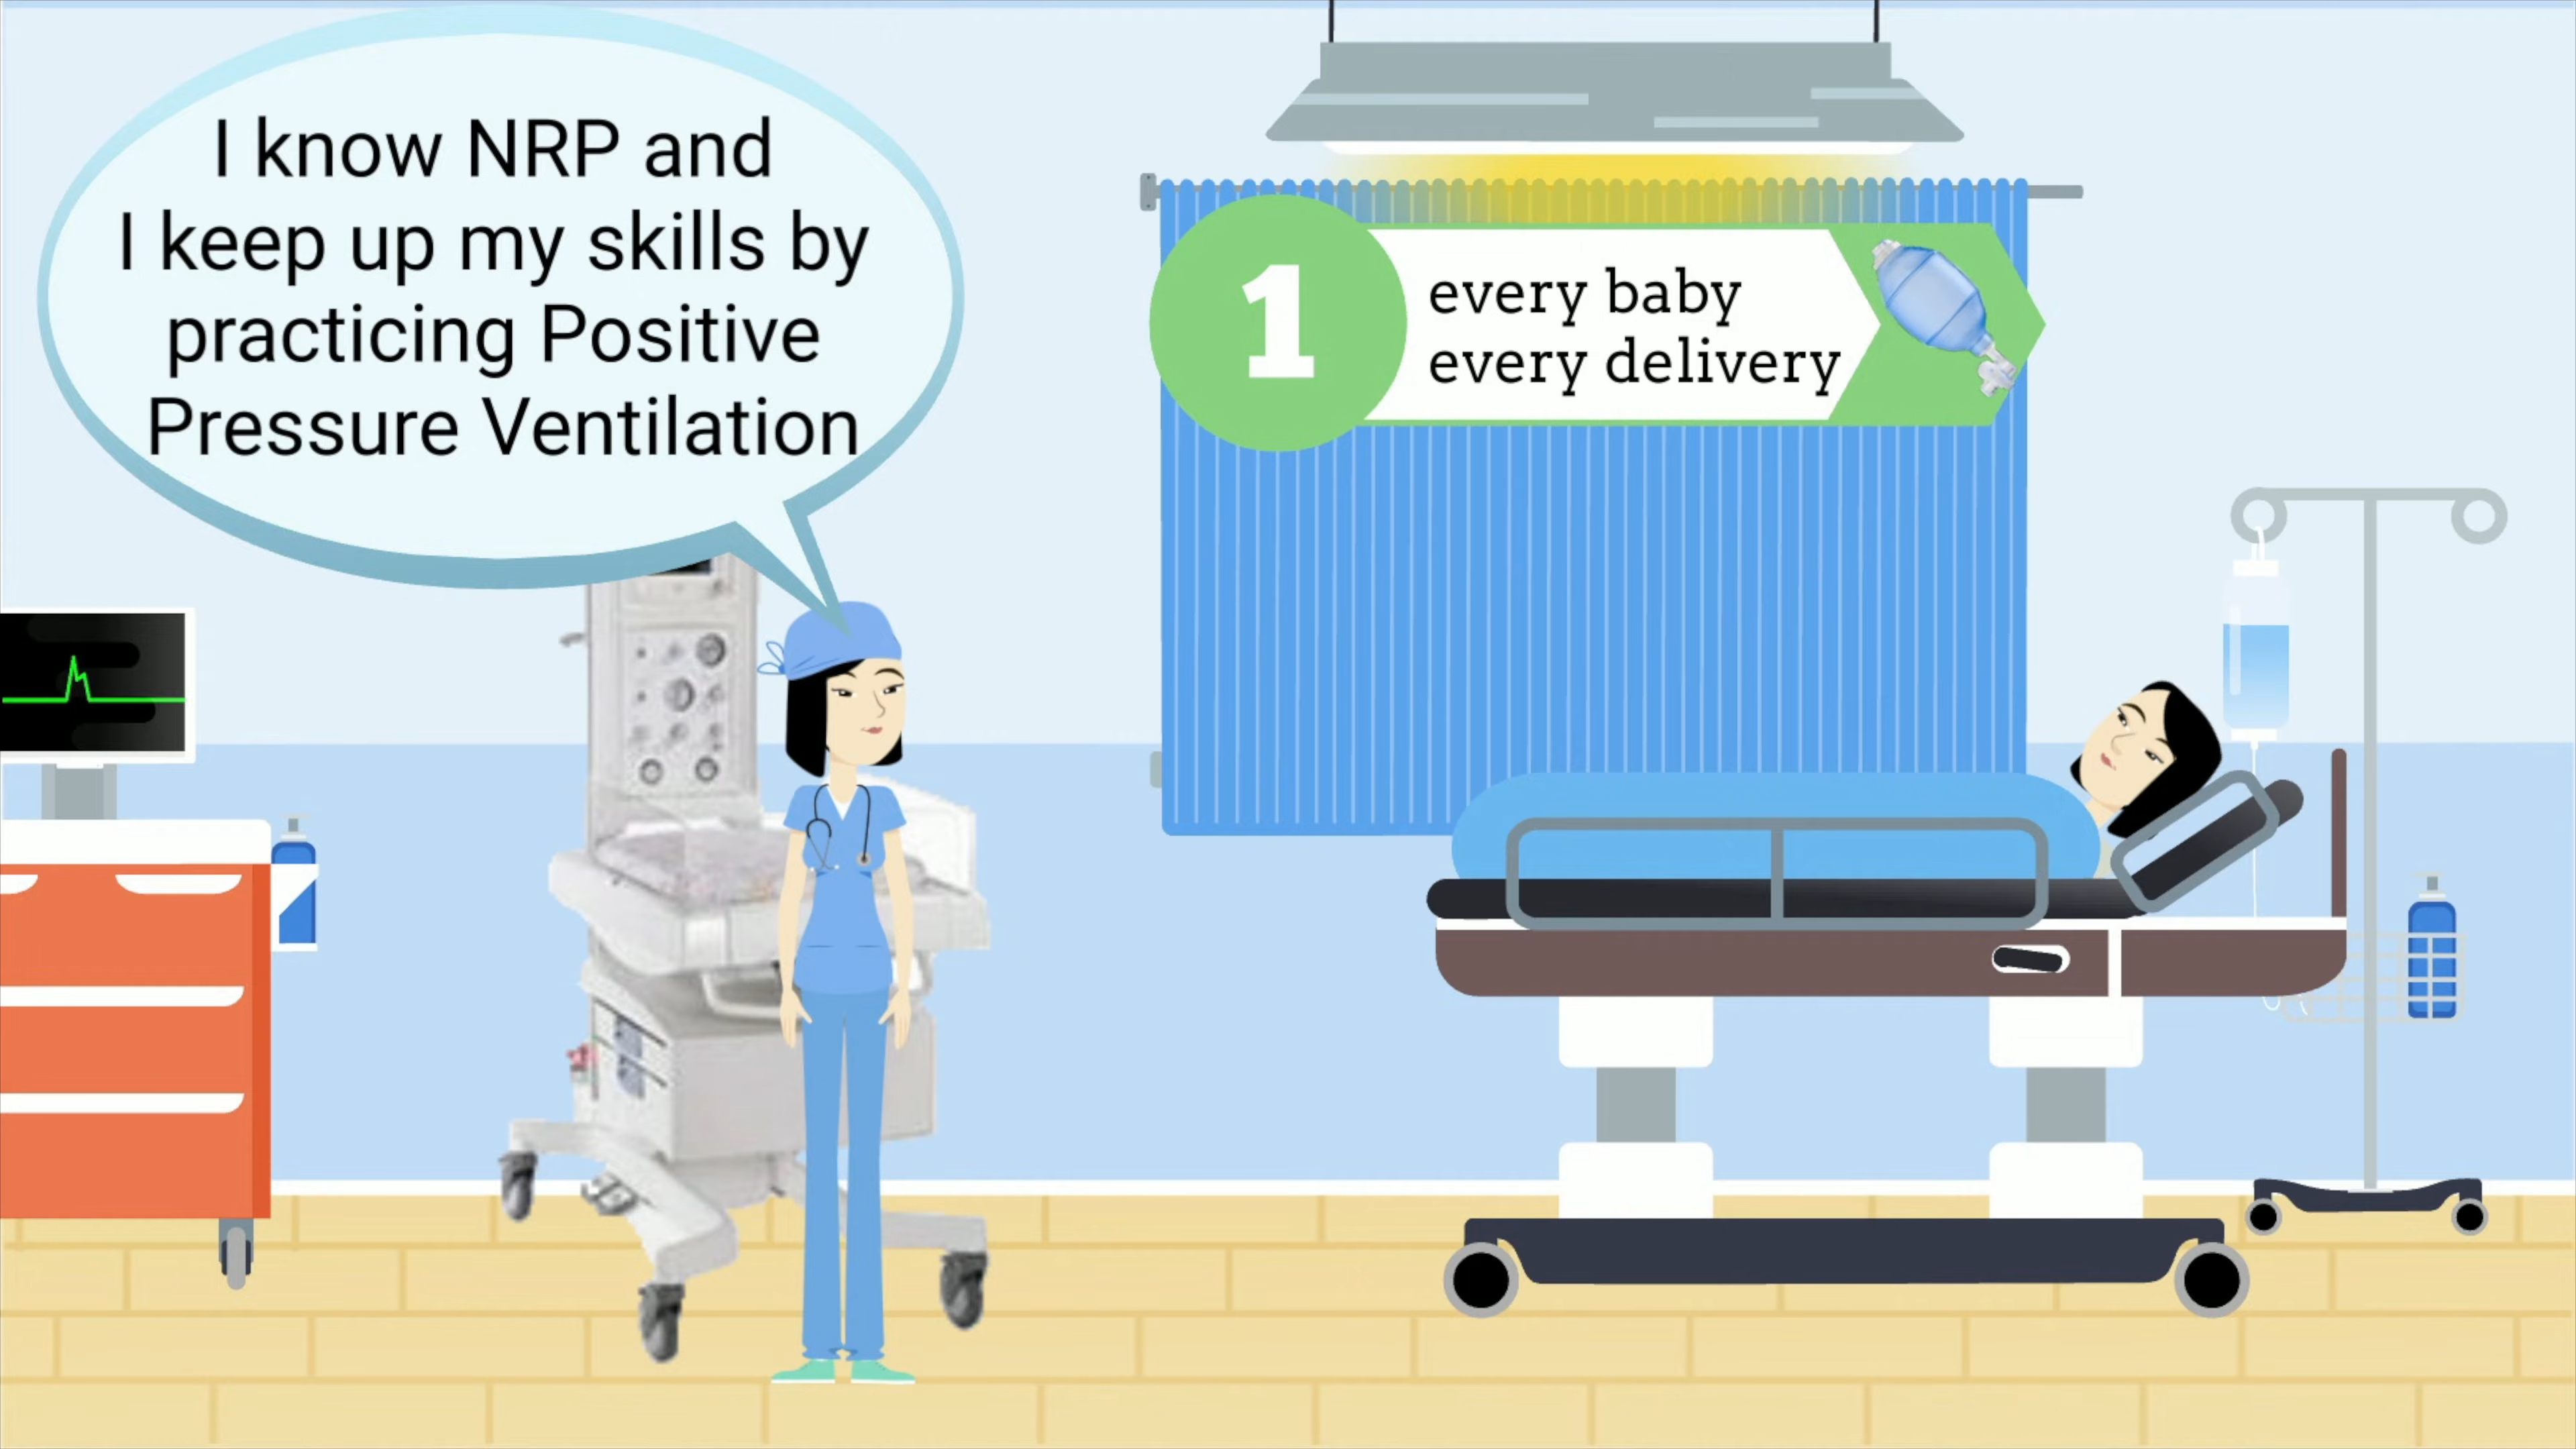 I know NRP and
I keep up my skills by
practicing Positive
Pressure Ventilation
1
every baby
every delivery